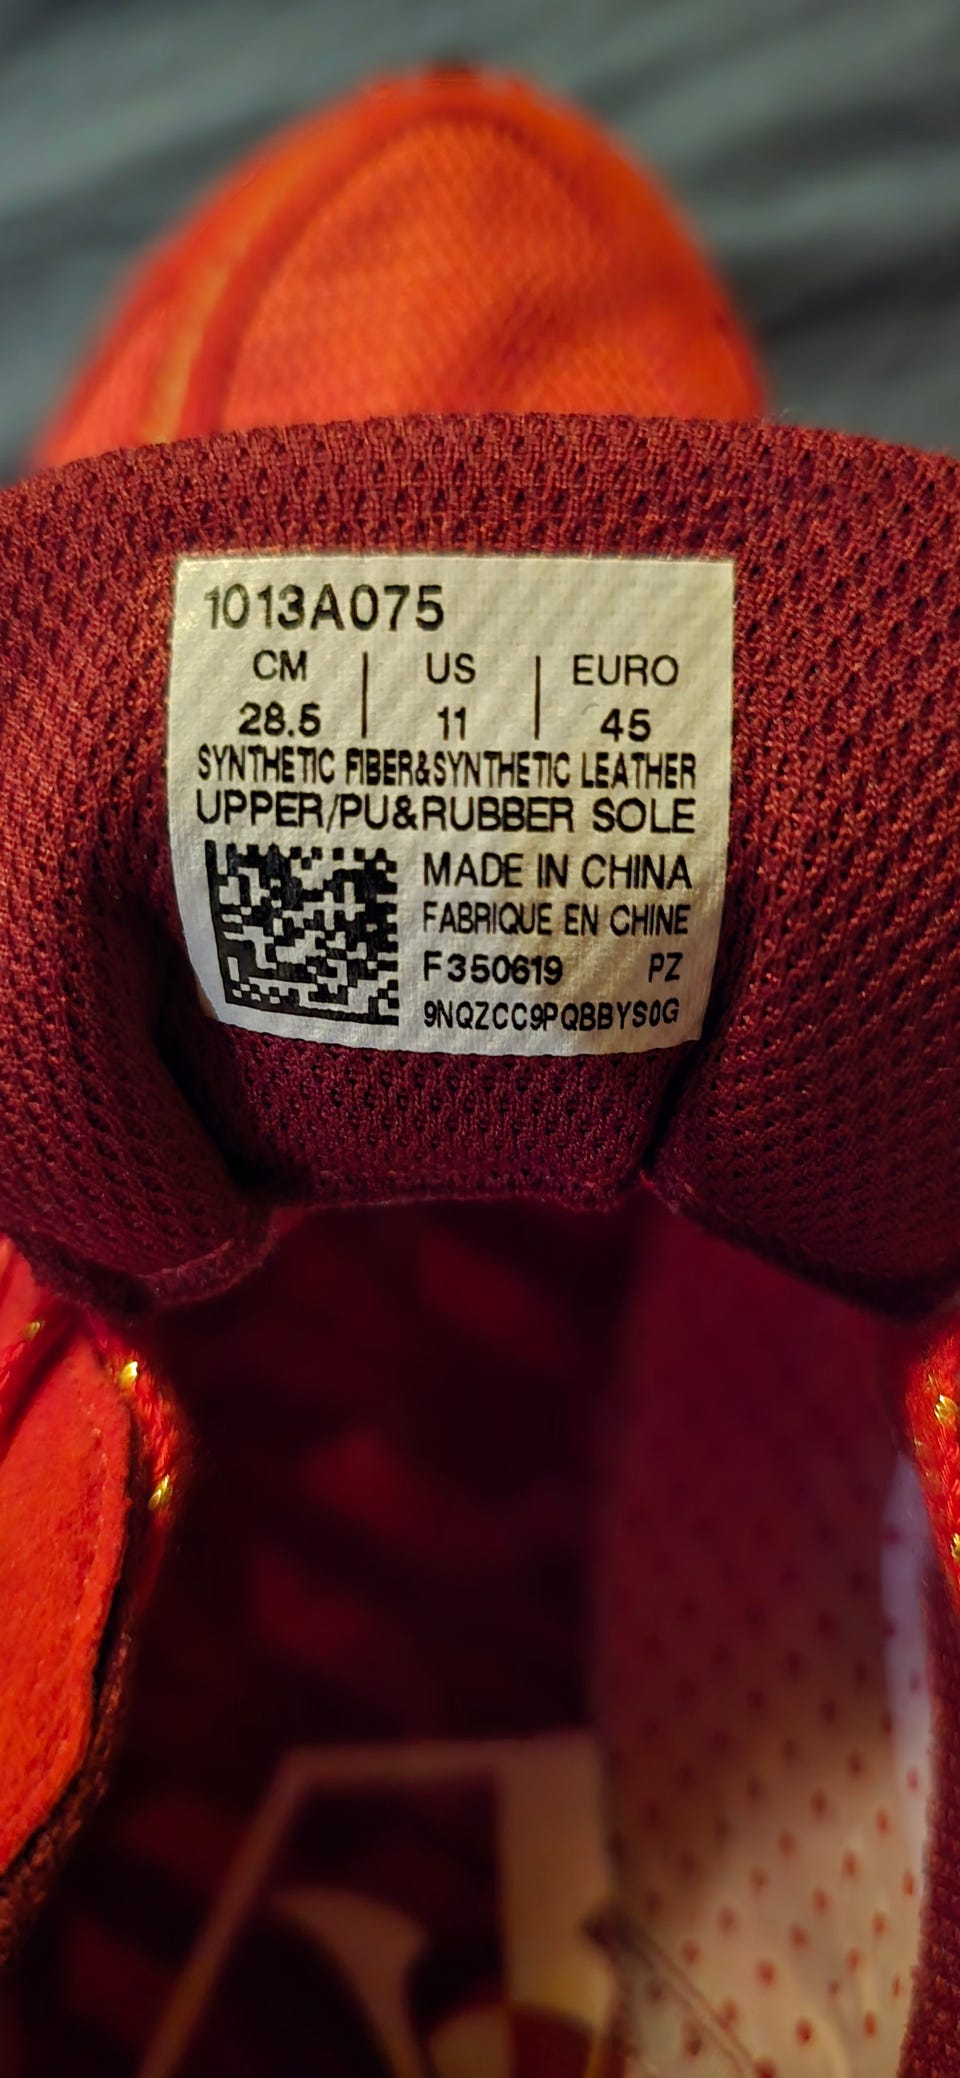 1013A075
CM | US | EURO
28.5 | 11 | 45
SYNTHETIC FIBER&SYNTHETIC LEATHER
UPPER/PU&RUBBER SOLE
MADE IN CHINA
FABRIQUE EN CHINE
F350619 PZ
9NQZCC9PQBBYS0G